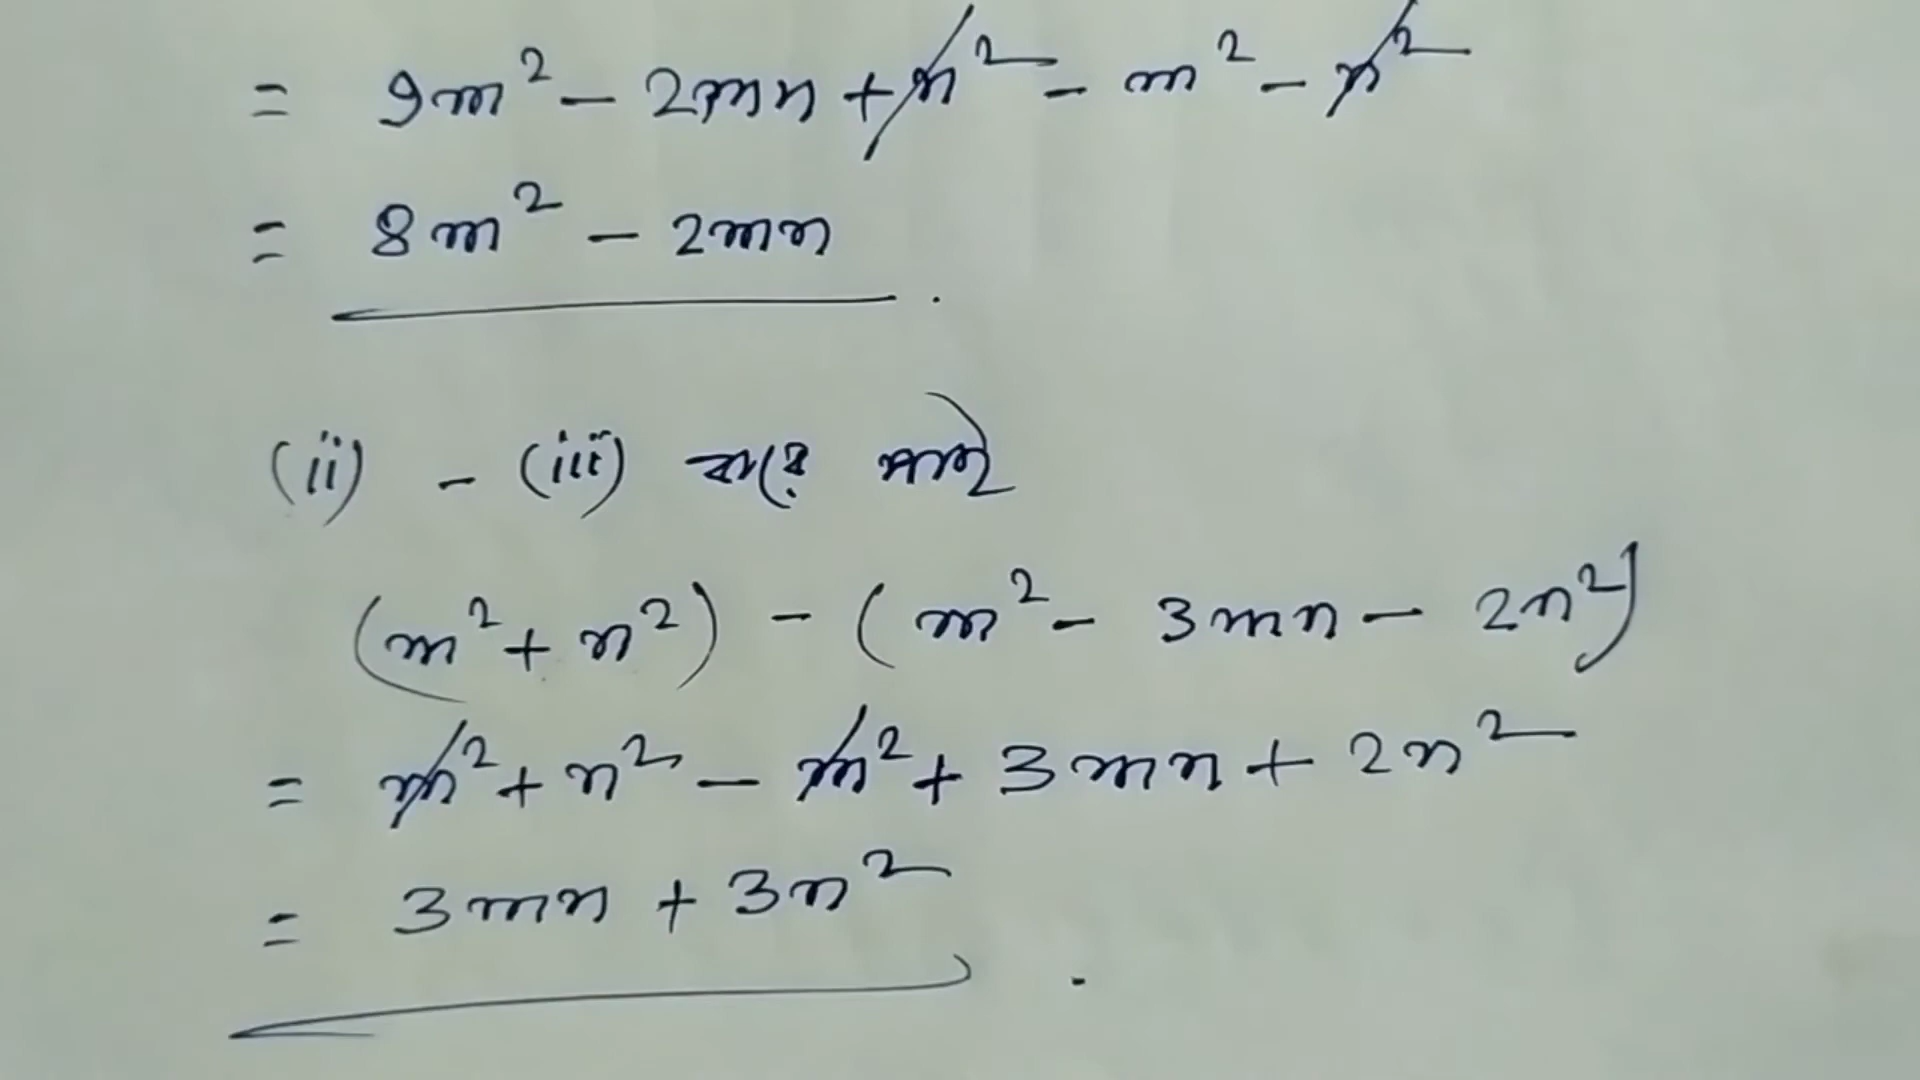 = 9m² - 2mn + n² - m² - n²
= 8m² - 2mn
(ii) - (iii) করে পাই
(m² + n²) - (m² - 3mn - 2n²)
= m² + n² - m² + 3mn + 2n²
= 3mn + 3n²